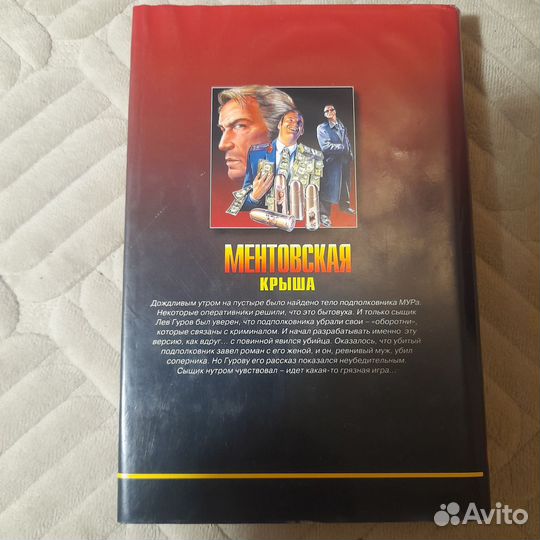 МЕНТОВСКАЯ
КРЫША
Дождливым утром на пустыре было найдено тело подполковника МУРа.
Некоторые оперативники решили, что это бытовуха. И только сыщик
Лев Гуров был уверен, что подполковника убрали свои – «оборотни»,
которые связаны с криминалом. И начал разрабатывать именно эту
версию, как вдруг... с повинной явился убийца. Оказалось, что убитый
подполковник завел роман с его женой, и он, ревнивый муж, убил
соперника. Но Гурову его рассказ показался неубедительным.
Сыщик нутром чувствовал – идет какая-то грязная игра...
Avito